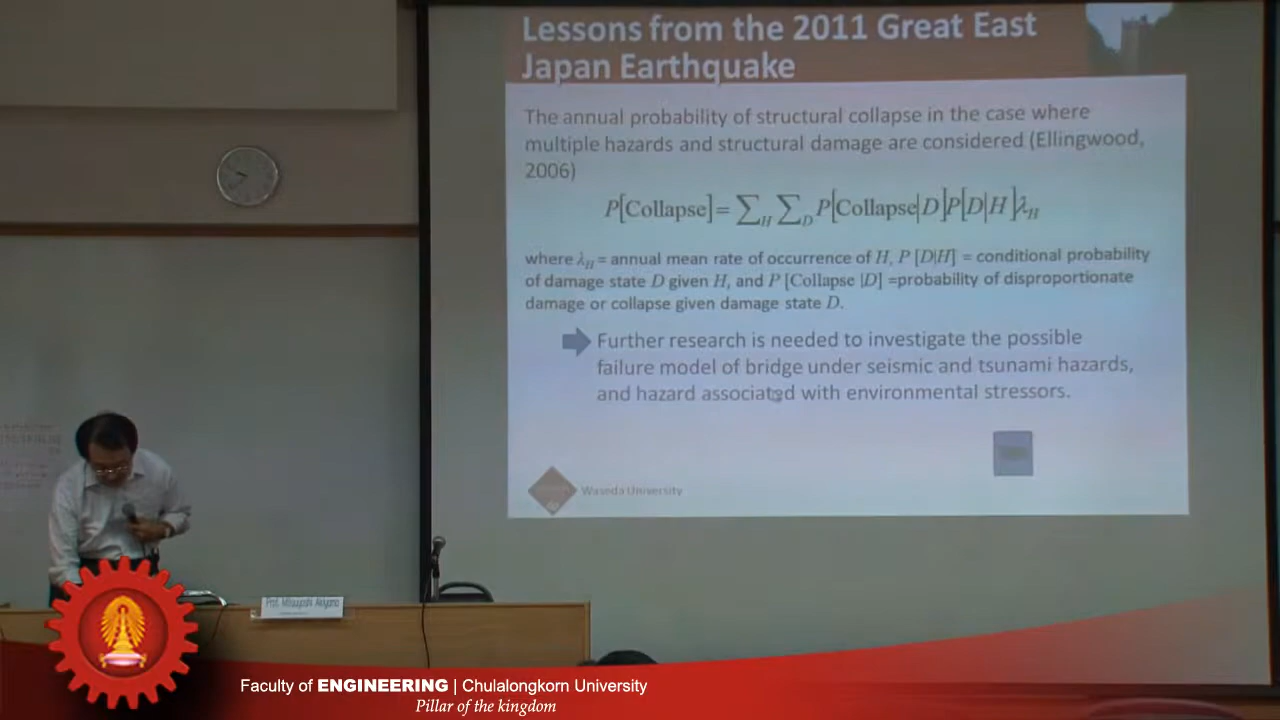 Lessons from the 2011 Great East
Japan Earthquake
The annual probability of structural collapse in the case where
multiple hazards and structural damage are considered (Ellingwood,
2006)
P[Collapse]=∑H∑D P[Collapse|D]P[D|H]λH
where λH = annual mean rate of occurrence of H, P [D|H] = conditional probability
of damage state D given H, and P [Collapse |D] =probability of disproportionate
damage or collapse given damage state D.
Further research is needed to investigate the possible
failure model of bridge under seismic and tsunami hazards,
and hazard associated with environmental stressors.
Waseda University
Prof. Mitsuyoshi Akiyama
Faculty of ENGINEERING | Chulalongkorn University
Pillar of the kingdom